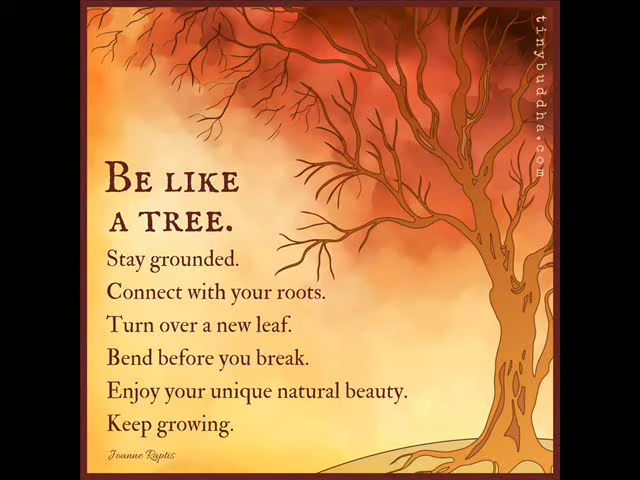 Be like
a tree.
Stay grounded.
Connect with your roots.
Turn over a new leaf.
Bend before you break.
Enjoy your unique natural beauty.
Keep growing.
Joanne Raptis
tinybuddha.com